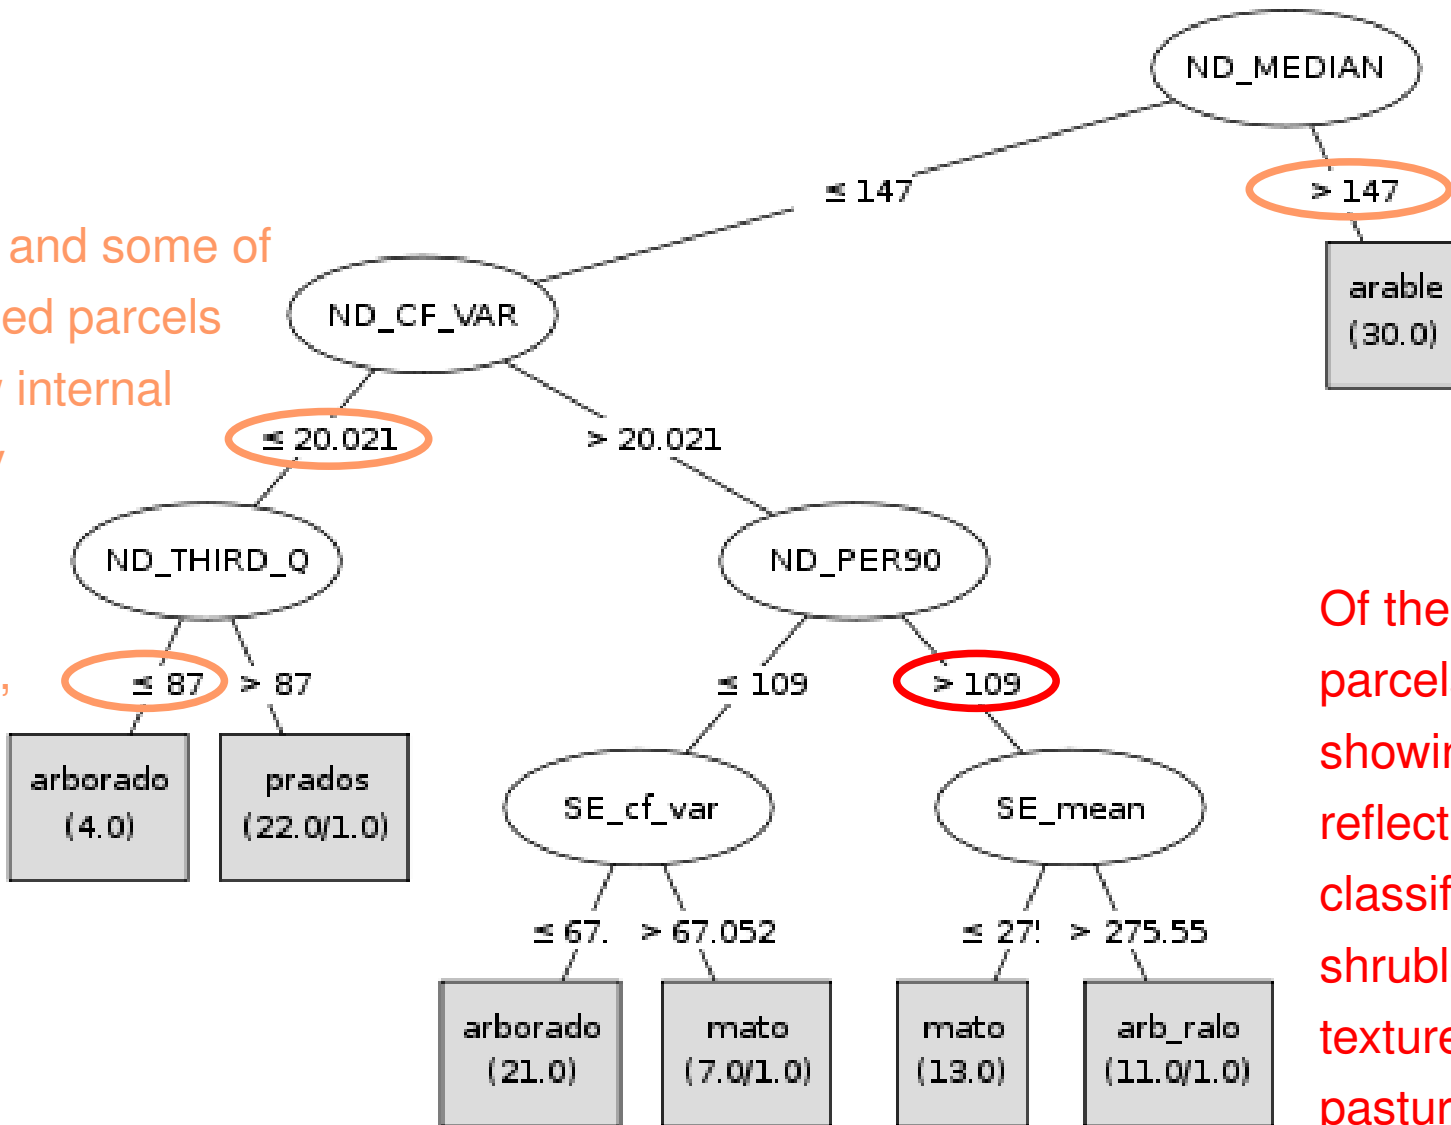 ND_MEDIAN
≤ 147
> 147
and some of
ed parcels
internal
ND_CF_VAR
arable
(30.0)
≤ 20.021
> 20.021
ND_THIRD_Q
ND_PER90
Of the
parcel
showin
reflect
classif
shrubl
texture
pastur
≤ 87
> 87
≤ 109
> 109
,
arborado
(4.0)
prados
(22.0/1.0)
SE_cf_var
SE_mean
≤ 67.
> 67.052
≤ 27
> 275.55
arborado
(21.0)
mato
(7.0/1.0)
mato
(13.0)
arb_ralo
(11.0/1.0)